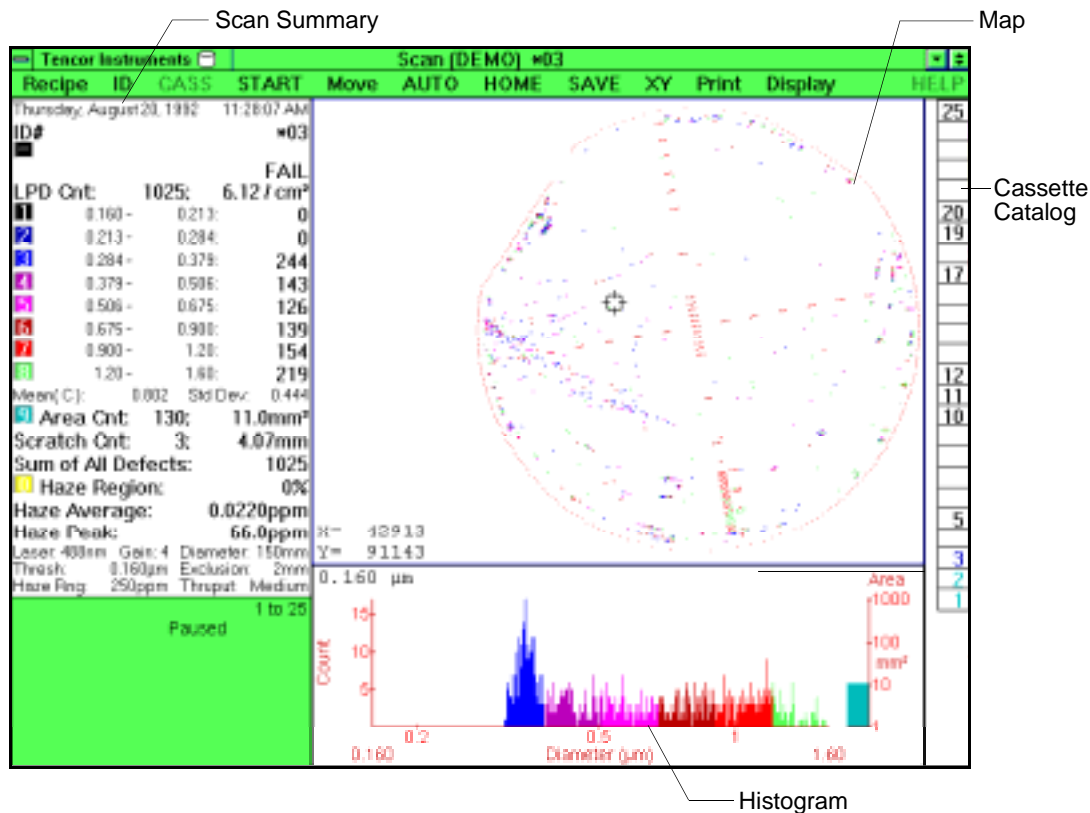 Scan Summary
Map
Tencor Instruments
Scan [DEMO] *03
Recipe ID CASS START Move AUTO HOME SAVE XY Print Display HELP
Thursday, August 20, 1992 11:28:07 AM
ID# *03
FAIL
LPD Cnt: 1025; 6.12 / cm²
1 0.160 - 0.213: 0
2 0.213 - 0.284: 0
3 0.284 - 0.379: 244
4 0.379 - 0.506: 143
5 0.506 - 0.675: 126
6 0.675 - 0.900: 139
7 0.900 - 1.20: 154
8 1.20 - 1.60: 219
Mean( C ): 0.802 Std Dev: 0.444
9 Area Cnt: 130; 11.0mm²
Scratch Cnt: 3; 4.07mm
Sum of All Defects: 1025
Haze Region: 0%
Haze Average: 0.0220ppm
Haze Peak: 66.0ppm
Laser: 488nm Gain: 4 Diameter: 150mm
Thresh: 0.160µm Exclusion: 2mm
Haze Rng: 250ppm Thruput: Medium
1 to 25
Paused
X= 43913
Y= 91143
25
20
19
17
12
11
10
5
3
2
1
Cassette
Catalog
0.160 µm
Area
15
10
5
Count
1000
100
mm²
10
1
0.2 0.5 1
0.160 Diameter (µm) 1.60
Histogram